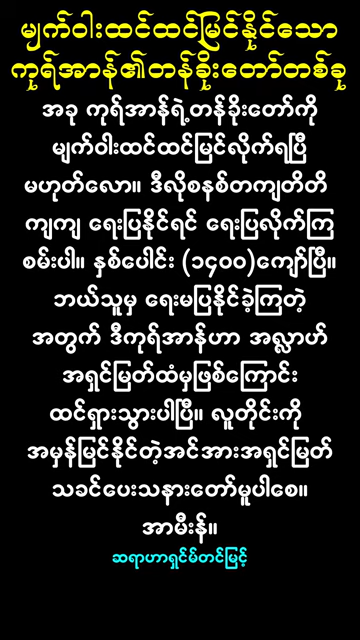 မျက်ဝါးထင်ထင်မြင်နိုင်သော
ကုရ်အာန်၏တန်ခိုးတော်တစ်ခု
အခု ကုရ်အာန်ရဲ့တန်ခိုးတော်ကို
မျက်ဝါးထင်ထင်မြင်လိုက်ရပြီ
မဟုတ်လော။ ဒီလိုစနစ်တကျတိတိ
ကျကျ ရေးပြနိုင်ရင် ရေးပြလိုက်ကြ
စမ်းပါ။ နှစ်ပေါင်း (၁၄၀၀)ကျော်ပြီ။
ဘယ်သူမှ ရေးမပြနိုင်ခဲ့ကြတဲ့
အတွက် ဒီကုရ်အာန်ဟာ အလ္လာဟ်
အရှင်မြတ်ထံမှဖြစ်ကြောင်း
ထင်ရှားသွားပါပြီ။ လူတိုင်းကို
အမှန်မြင်နိုင်တဲ့အင်အားအရှင်မြတ်
သခင်ပေးသနားတော်မူပါစေ။
အာမီးန်။
ဆရာဟာရှင်မ်တင်မြင့်